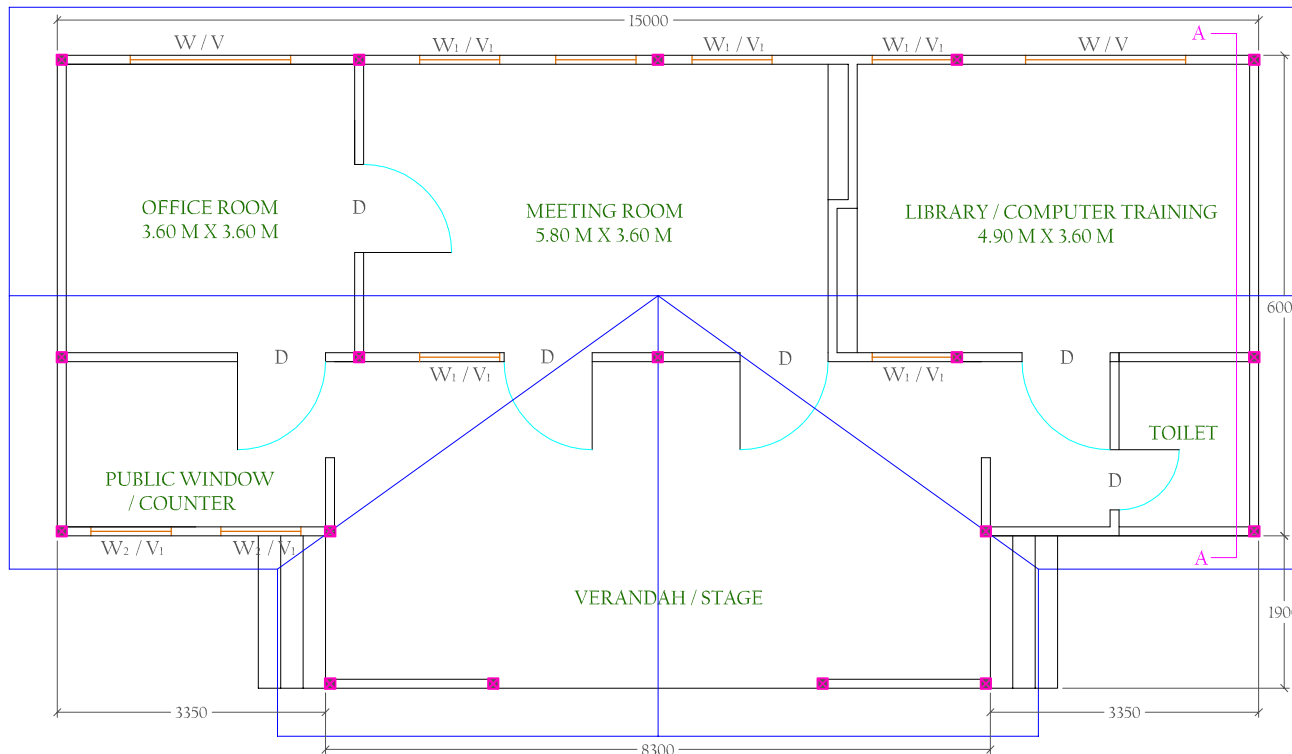 15000
W / V
W₁ / V₁
W₁ / V₁
W₁ / V₁
W / V
A
OFFICE ROOM
3.60 M X 3.60 M
D
MEETING ROOM
5.80 M X 3.60 M
LIBRARY / COMPUTER TRAINING
4.90 M X 3.60 M
600
D
D
D
D
W₁ / V₁
W₁ / V₁
TOILET
PUBLIC WINDOW
/ COUNTER
D
W₂ / V₁
W₂ / V₁
A
VERANDAH / STAGE
190
3350
3350
8300